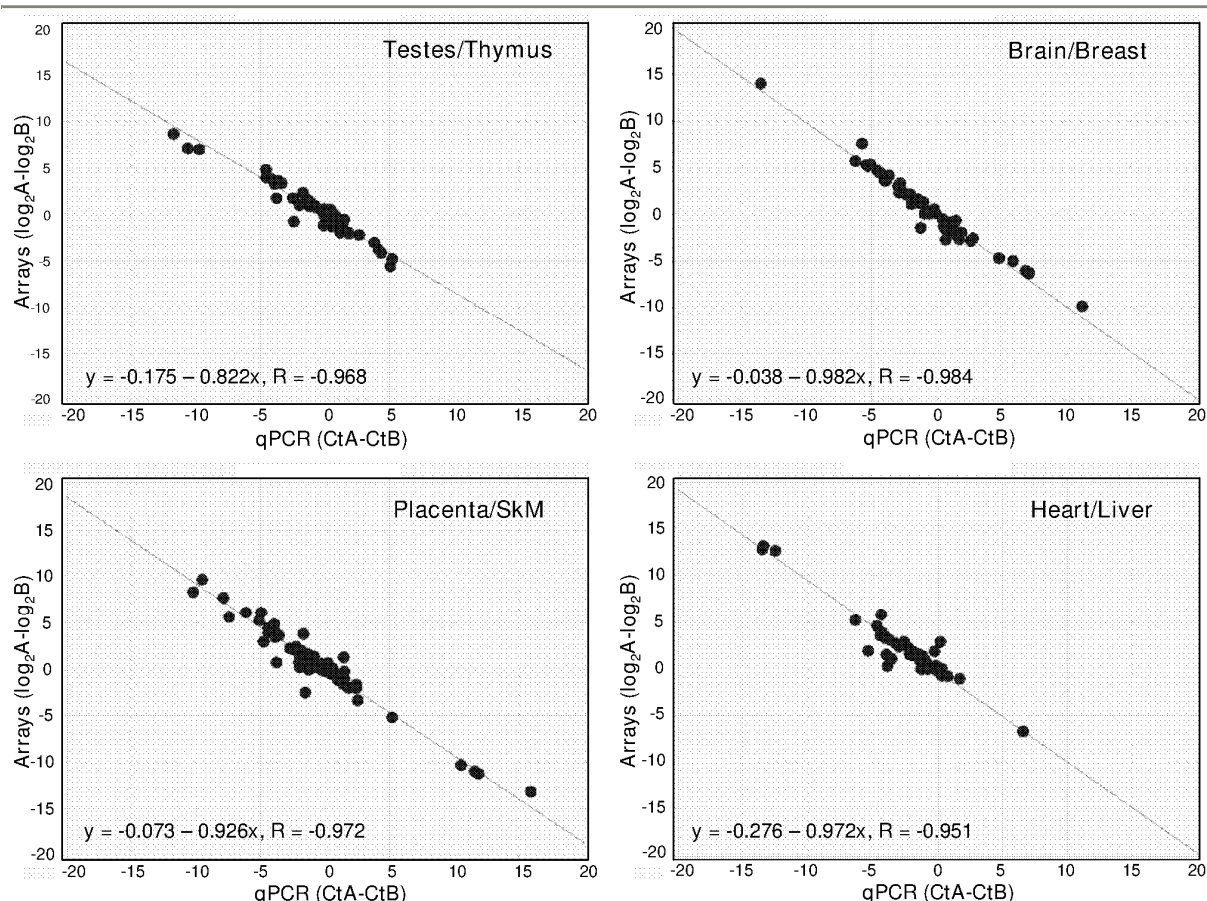 Testes/Thymus
20
15
10
5
0
-5
-10
-15
-20
Arrays (log₂A-log₂B)
y = -0.175 – 0.822x, R = -0.968
-20 -15 -10 -5 0 5 10 15 20
qPCR (CtA-CtB)
Brain/Breast
20
15
10
5
0
-5
-10
-15
-20
Arrays (log₂A-log₂B)
y = -0.038 – 0.982x, R = -0.984
-20 -15 -10 -5 0 5 10 15 20
qPCR (CtA-CtB)
Placenta/SkM
20
15
10
5
0
-5
-10
-15
-20
Arrays (log₂A-log₂B)
y = -0.073 – 0.926x, R = -0.972
-20 -15 -10 -5 0 5 10 15 20
qPCR (CtA-CtB)
Heart/Liver
20
15
10
5
0
-5
-10
-15
-20
Arrays (log₂A-log₂B)
y = -0.276 – 0.972x, R = -0.951
-20 -15 -10 -5 0 5 10 15 20
qPCR (CtA-CtB)